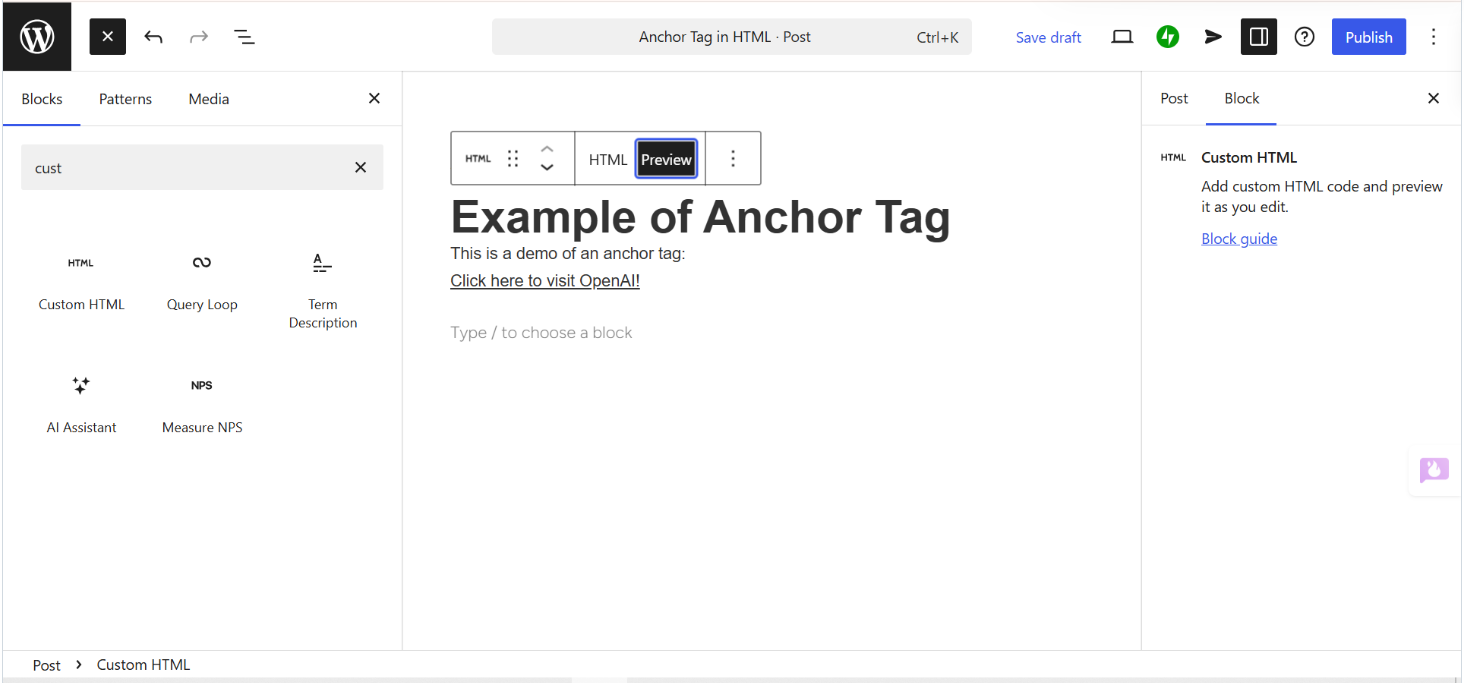 Anchor Tag in HTML · Post
Ctrl+K
Save draft
Publish
Blocks
Patterns
Media
cust
HTML
Custom HTML
Query Loop
A
Term
Description
AI Assistant
NPS
Measure NPS
HTML
HTML
Preview
Example of Anchor Tag
This is a demo of an anchor tag:
Click here to visit OpenAI!
Type / to choose a block
Post
Block
HTML
Custom HTML
Add custom HTML code and preview
it as you edit.
Block guide
Post
Custom HTML